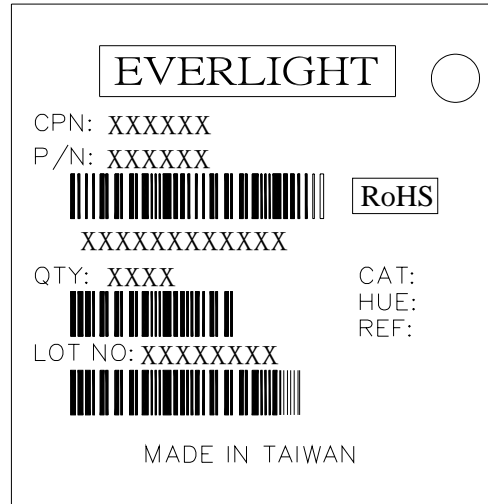 EVERLIGHT
CPN: XXXXXX
P/N: XXXXXX
RoHS
XXXXXXXXXXXX
QTY: XXXX
CAT:
HUE:
REF:
LOT NO: XXXXXXXX
MADE IN TAIWAN